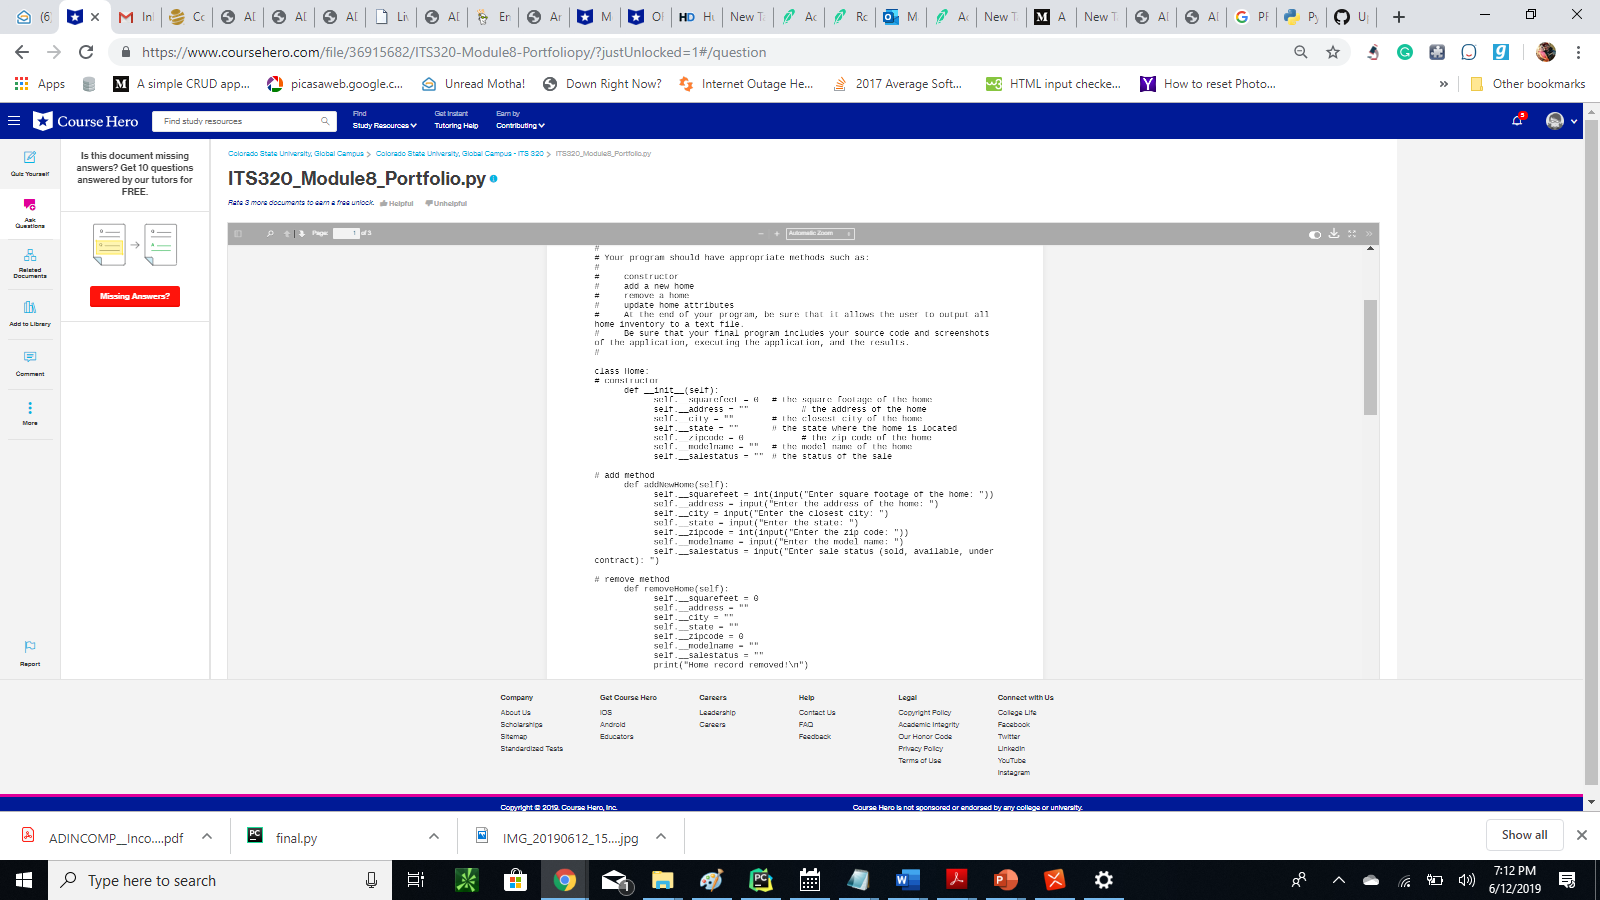 (6)
In
Co
AD
AD
AD
Liv
AD
En
Ar
M
Of
HD Hu
New Ta
Ac
Ro
M
Ac
New Ta
A
New Ta
AD
AD
PF
Py
Up
https://www.coursehero.com/file/36915682/ITS320-Module8-Portfoliopy/?justUnlocked=1#/question
Apps
A simple CRUD app...
picasaweb.google.c...
Unread Motha!
Down Right Now?
Internet Outage He...
2017 Average Soft...
HTML input checke...
How to reset Photo...
»
Other bookmarks
Course Hero
Find study resources
Find
Study Resources
Get Instant
Tutoring Help
Earn by
Contributing
5
Quiz Yourself
Ask
Questions
Related
Documents
Add to Library
Comment
More
Report
Is this document missing
answers? Get 10 questions
answered by our tutors for
FREE.
Missing Answers?
Colorado State University, Global Campus > Colorado State University, Global Campus - ITS 320 > ITS320_Module8_Portfolio.py
ITS320_Module8_Portfolio.py
Rate 3 more documents to earn a free unlock. Helpful Unhelpful
Page: 1 of 3
Automatic Zoom
#
# Your program should have appropriate methods such as:
#
# constructor
# add a new home
# remove a home
# update home attributes
# At the end of your program, be sure that it allows the user to output all
home inventory to a text file.
# Be sure that your final program includes your source code and screenshots
of the application, executing the application, and the results.
#
class Home:
# constructor
def __init__(self):
self.__squarefeet = 0 # the square footage of the home
self.__address = "" # the address of the home
self.__city = "" # the closest city of the home
self.__state = "" # the state where the home is located
self.__zipcode = 0 # the zip code of the home
self.__modelname = "" # the model name of the home
self.__salestatus = "" # the status of the sale
# add method
def addNewHome(self):
self.__squarefeet = int(input("Enter square footage of the home: "))
self.__address = input("Enter the address of the home: ")
self.__city = input("Enter the closest city: ")
self.__state = input("Enter the state: ")
self.__zipcode = int(input("Enter the zip code: "))
self.__modelname = input("Enter the model name: ")
self.__salestatus = input("Enter sale status (sold, available, under
contract): ")
# remove method
def removeHome(self):
self.__squarefeet = 0
self.__address = ""
self.__city = ""
self.__state = ""
self.__zipcode = 0
self.__modelname = ""
self.__salestatus = ""
print("Home record removed!\n")
Company
About Us
Scholarships
Sitemap
Standardized Tests
Get Course Hero
iOS
Android
Educators
Careers
Leadership
Careers
Help
Contact Us
FAQ
Feedback
Legal
Copyright Policy
Academic Integrity
Our Honor Code
Privacy Policy
Terms of Use
Connect with Us
College Life
Facebook
Twitter
LinkedIn
YouTube
Instagram
Copyright © 2019. Course Hero, Inc.
Course Hero is not sponsored or endorsed by any college or university.
ADINCOMP__Inco....pdf
final.py
IMG_20190612_15....jpg
Show all
Type here to search
1
7:12 PM
6/12/2019